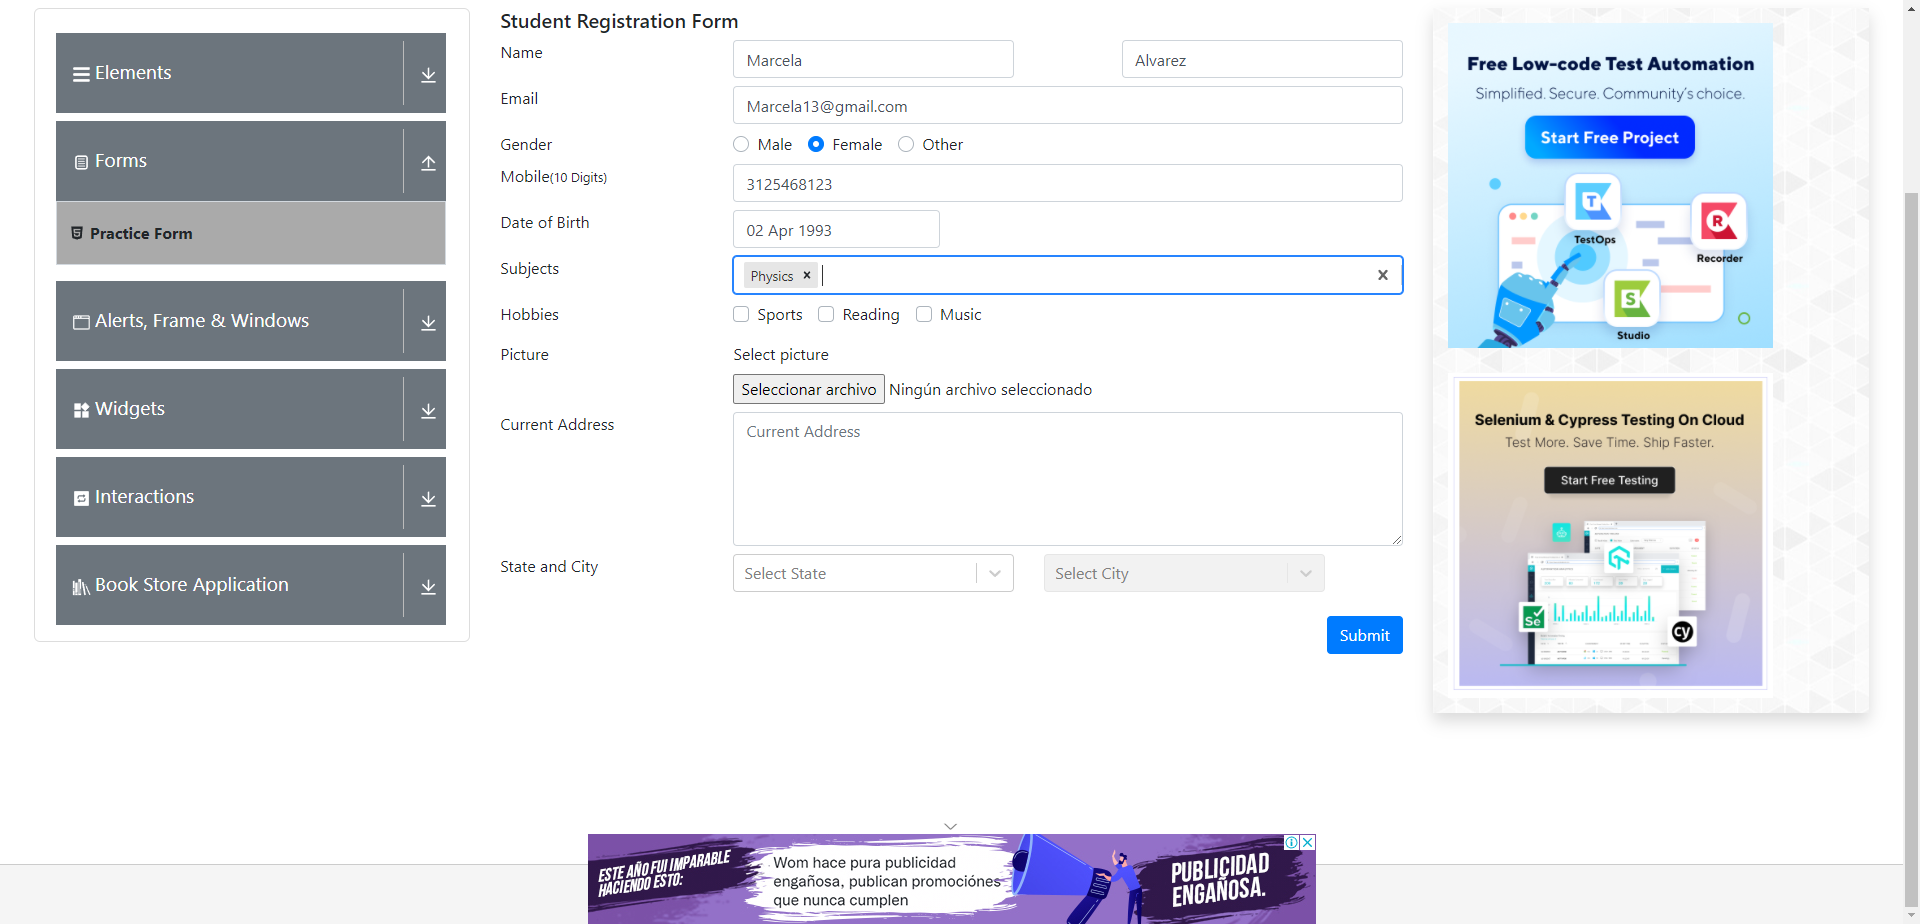 Elements
Forms
Practice Form
Alerts, Frame & Windows
Widgets
Interactions
Book Store Application
Student Registration Form
Name
Marcela
Alvarez
Email
Marcela13@gmail.com
Gender
Male
Female
Other
Mobile(10 Digits)
3125468123
Date of Birth
02 Apr 1993
Subjects
Physics
Hobbies
Sports
Reading
Music
Picture
Select picture
Seleccionar archivo
Ningún archivo seleccionado
Current Address
Current Address
State and City
Select State
Select City
Submit
Free Low-code Test Automation
Simplified. Secure. Community's choice.
Start Free Project
T
TestOps
R
Recorder
S
Studio
Selenium & Cypress Testing On Cloud
Test More. Save Time. Ship Faster.
Start Free Testing
Se
cy
ESTE AÑO FUI IMPARABLE
HACIENDO ESTO:
Wom hace pura publicidad
engañosa, publican promociónes
que nunca cumplen
PUBLICIDAD
ENGAÑOSA.